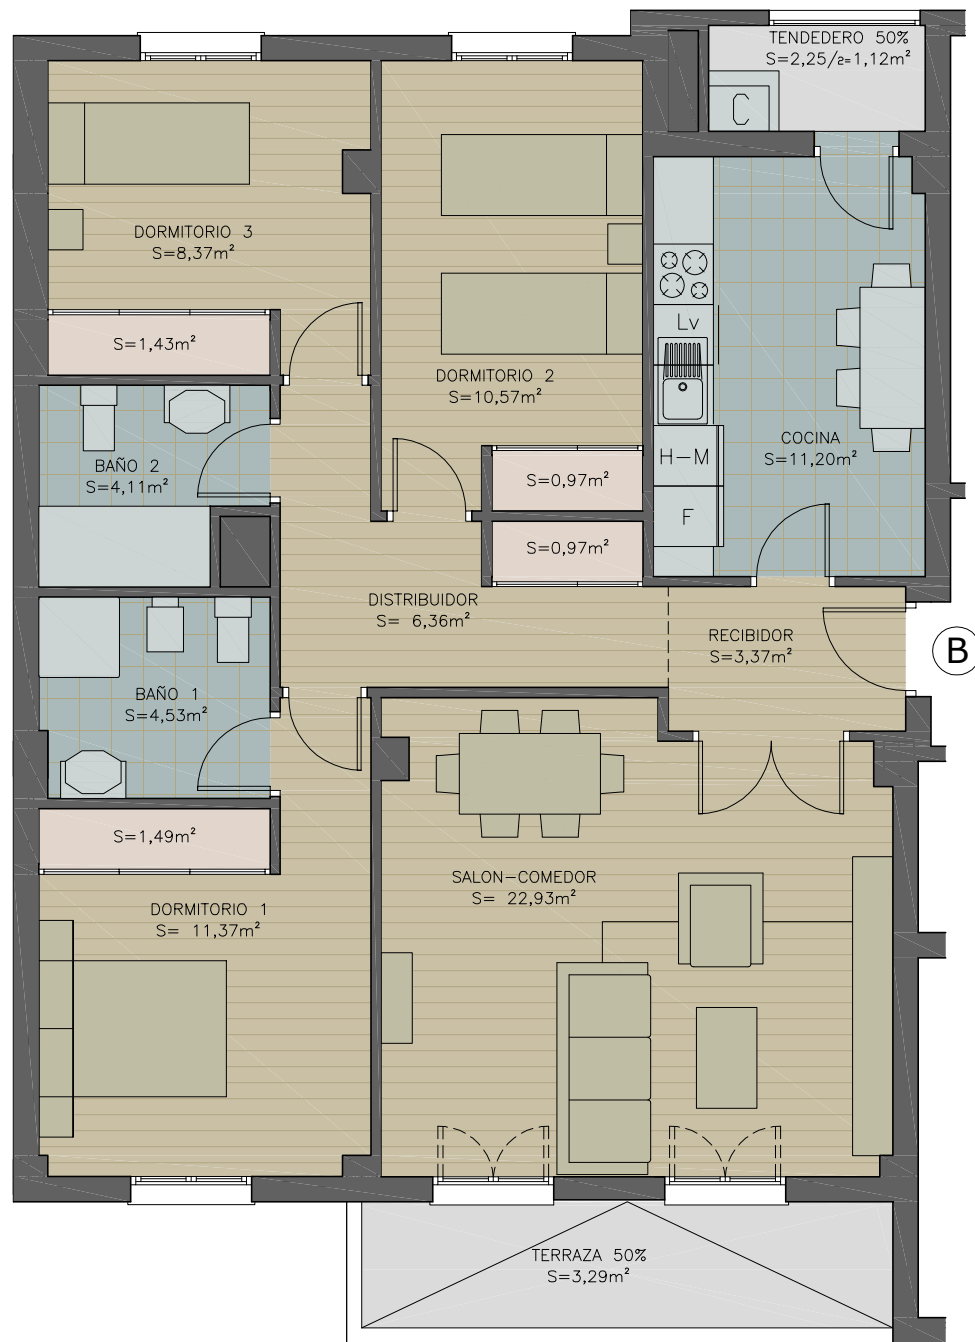 TENDEDERO 50%
S=2,25/2=1,12m²
C
DORMITORIO 3
S=8,37m²
S=1,43m²
Lv
DORMITORIO 2
S=10,57m²
COCINA
S=11,20m²
H-M
BAÑO 2
S=4,11m²
S=0,97m²
F
S=0,97m²
DISTRIBUIDOR
S= 6,36m²
RECIBIDOR
S=3,37m²
B
BAÑO 1
S=4,53m²
S=1,49m²
SALON-COMEDOR
S= 22,93m²
DORMITORIO 1
S= 11,37m²
TERRAZA 50%
S=3,29m²